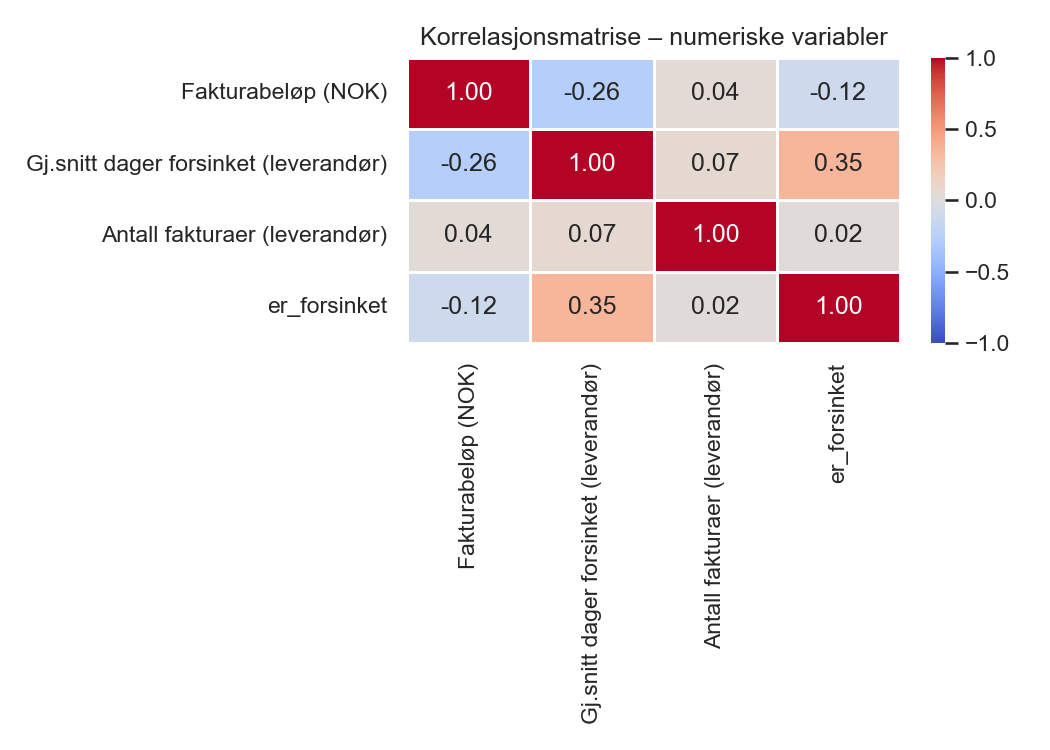 Korrelasjonsmatrise – numeriske variabler
Fakturabeløp (NOK)
1.00
-0.26
0.04
-0.12
Gj.snitt dager forsinket (leverandør)
-0.26
1.00
0.07
0.35
Antall fakturaer (leverandør)
0.04
0.07
1.00
0.02
er_forsinket
-0.12
0.35
0.02
1.00
Fakturabeløp (NOK)
Gj.snitt dager forsinket (leverandør)
Antall fakturaer (leverandør)
er_forsinket
1.0
0.5
0.0
−0.5
−1.0